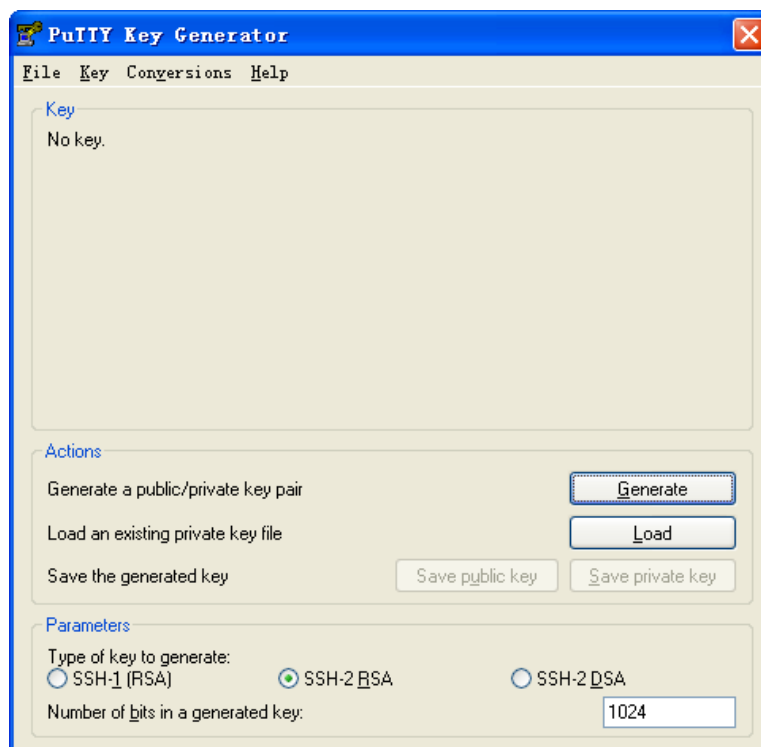 PuTTY Key Generator
File Key Conversions Help
Key
No key.
Actions
Generate a public/private key pair Generate
Load an existing private key file Load
Save the generated key Save public key Save private key
Parameters
Type of key to generate:
SSH-1 (RSA) SSH-2 RSA SSH-2 DSA
Number of bits in a generated key: 1024